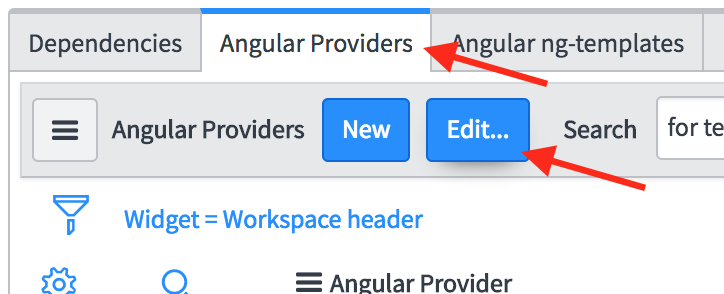 Dependencies Angular Providers Angular ng-templates
Angular Providers New Edit... Search for te
Widget = Workspace header
Angular Provider